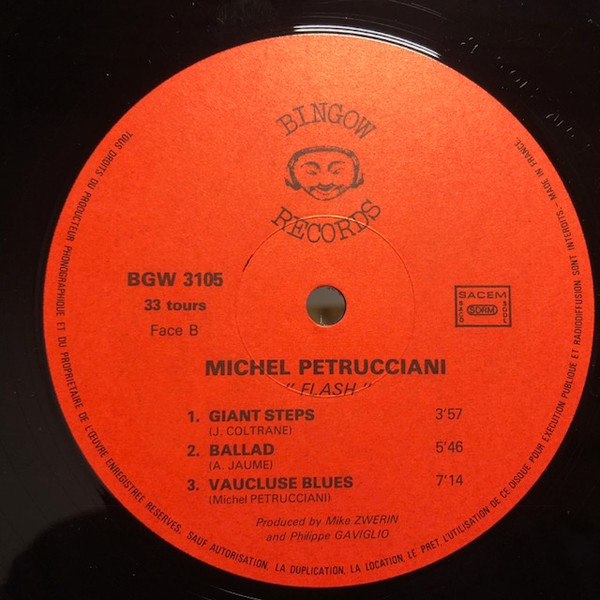 BINGOW
RECORDS
BGW 3105
33 tours
Face B
SACEM
SACD
SDRM
SGDL
MICHEL PETRUCCIANI
" FLASH "
1. GIANT STEPS 3'57
(J. COLTRANE)
2. BALLAD 5'46
(A. JAUME)
3. VAUCLUSE BLUES 7'14
(Michel PETRUCCIANI)
Produced by Mike ZWERIN
and Philippe GAVIGLIO
TOUS DROITS DU PRODUCTEUR PHONOGRAPHIQUE ET DU PROPRIETAIRE DE L'ŒUVRE ENREGISTREE RESERVES. SAUF AUTORISATION, LA DUPLICATION, LA LOCATION, LE PRET, L'UTILISATION DE CE DISQUE POUR EXECUTION PUBLIQUE ET RADIODIFFUSION SONT INTERDITS. - MADE IN FRANCE